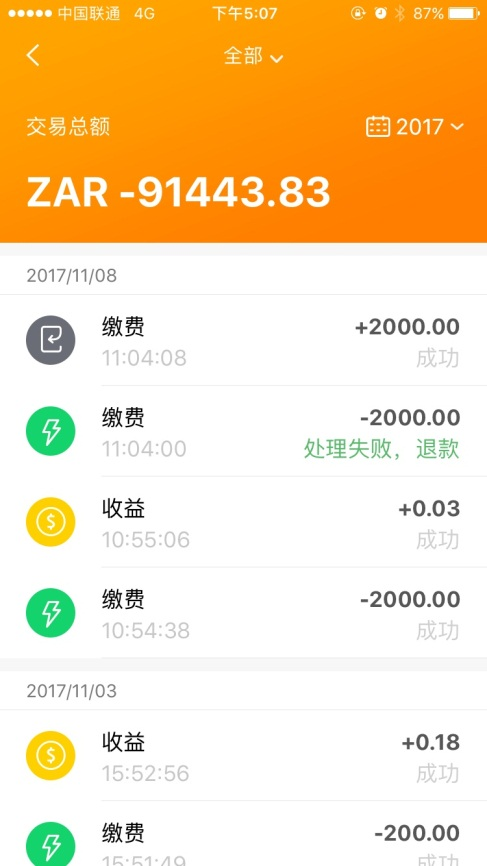 中国联通 4G 下午5:07 87%
全部
交易总额 2017
ZAR -91443.83
2017/11/08
缴费 +2000.00
11:04:08 成功
缴费 -2000.00
11:04:00 处理失败，退款
收益 +0.03
10:55:06 成功
缴费 -2000.00
10:54:38 成功
2017/11/03
收益 +0.18
15:52:56 成功
缴费 -200.00
15:51:49 成功